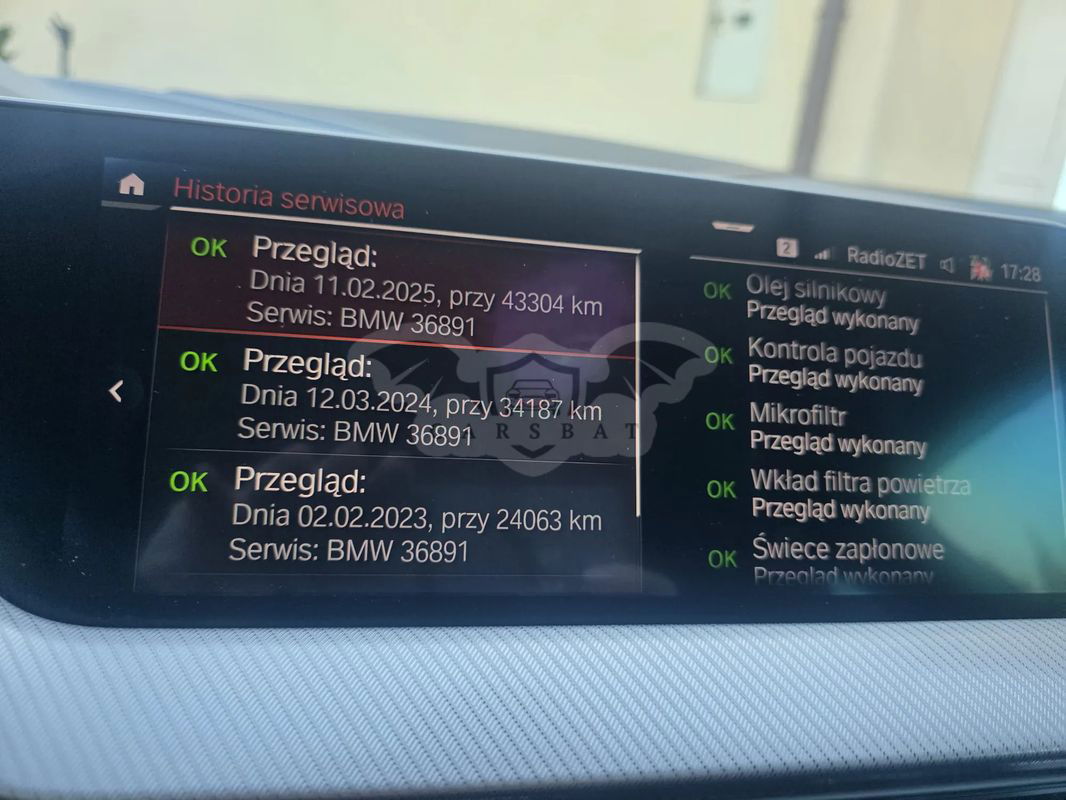 Historia serwisowa
2 RadioZET 17:28
OK Przegląd:
Dnia 11.02.2025, przy 43304 km
Serwis: BMW 36891
OK Przegląd:
Dnia 12.03.2024, przy 34187 km
Serwis: BMW 36891
OK Przegląd:
Dnia 02.02.2023, przy 24063 km
Serwis: BMW 36891
OK Olej silnikowy
Przegląd wykonany
OK Kontrola pojazdu
Przegląd wykonany
OK Mikrofiltr
Przegląd wykonany
OK Wkład filtra powietrza
Przegląd wykonany
OK Świece zapłonowe
Przegląd wykonany
CARSBAT